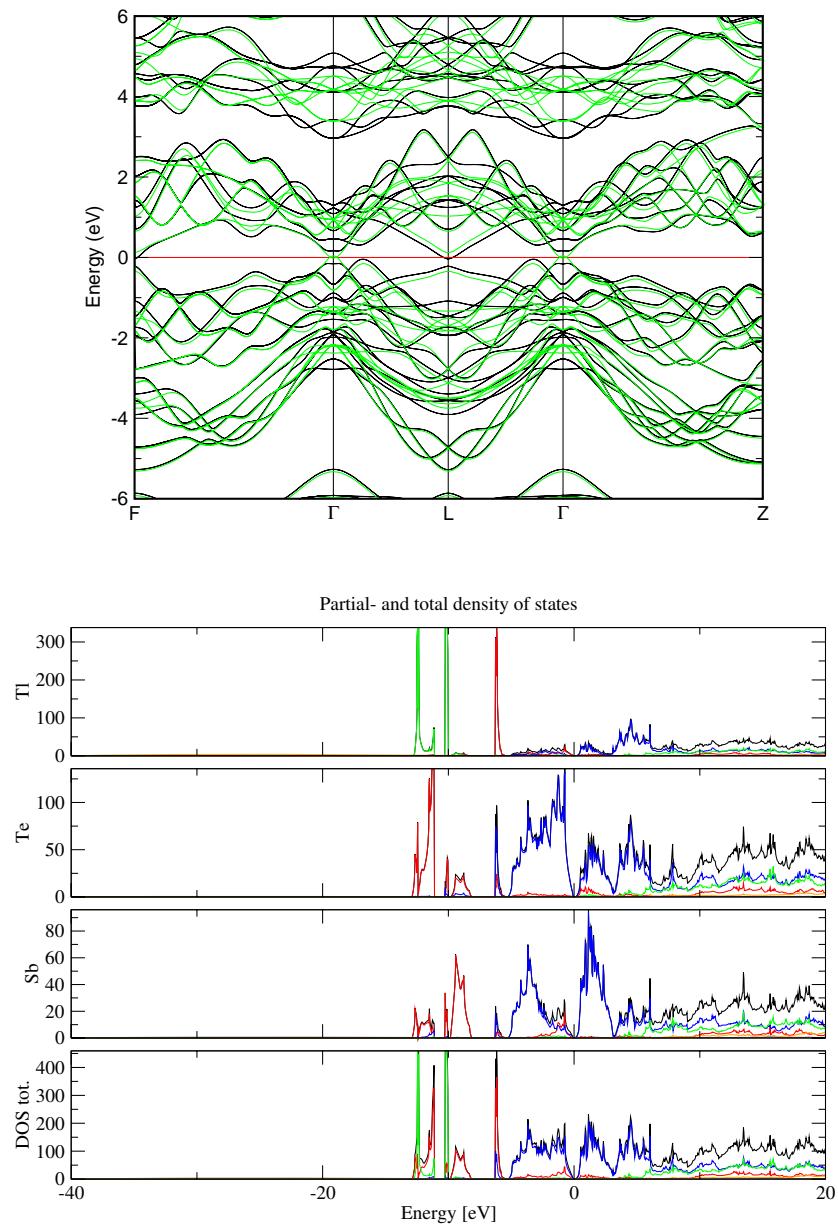 6
4
2
0
-2
-4
-6
Energy (eV)
F Γ L Γ Z
Partial- and total density of states
300
200
100
0
Tl
100
50
0
Te
80
60
40
20
0
Sb
400
300
200
100
0
DOS tot.
-40 -20 0 20
Energy [eV]